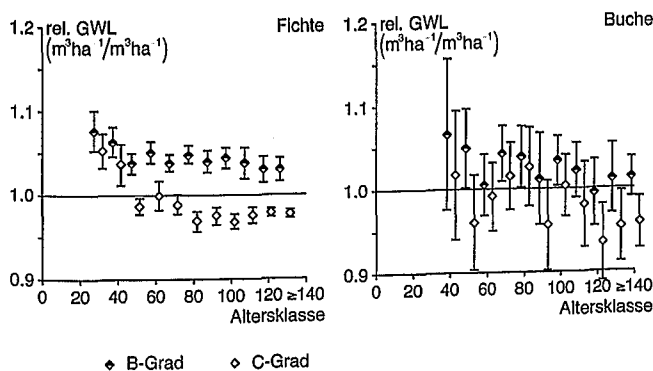 rel. GWL Fichte
(m³ha⁻¹/m³ha⁻¹)
1.2
1.1
1.0
0.9
0 20 40 60 80 100 120 ≥140
Altersklasse
rel. GWL Buche
(m³ha⁻¹/m³ha⁻¹)
1.2
1.1
1.0
0.9
0 20 40 60 80 100 120 ≥140
Altersklasse
B-Grad C-Grad